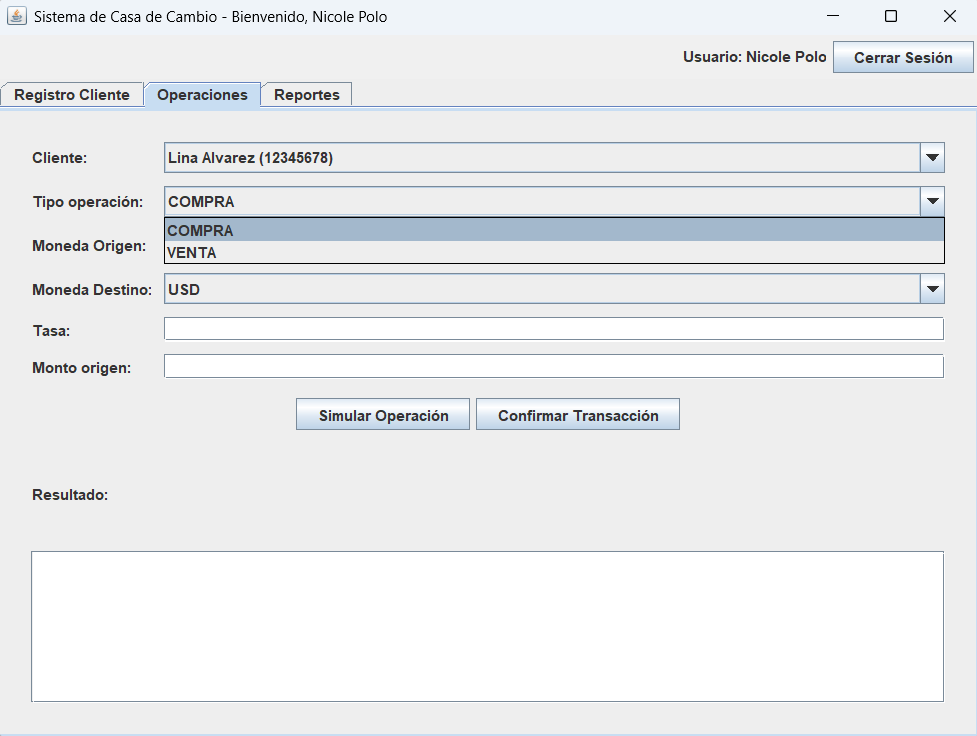 Sistema de Casa de Cambio - Bienvenido, Nicole Polo
Usuario: Nicole Polo Cerrar Sesión
Registro Cliente Operaciones Reportes
Cliente: Lina Alvarez (12345678)
Tipo operación: COMPRA
COMPRA
Moneda Origen: VENTA
Moneda Destino: USD
Tasa:
Monto origen:
Simular Operación Confirmar Transacción
Resultado: